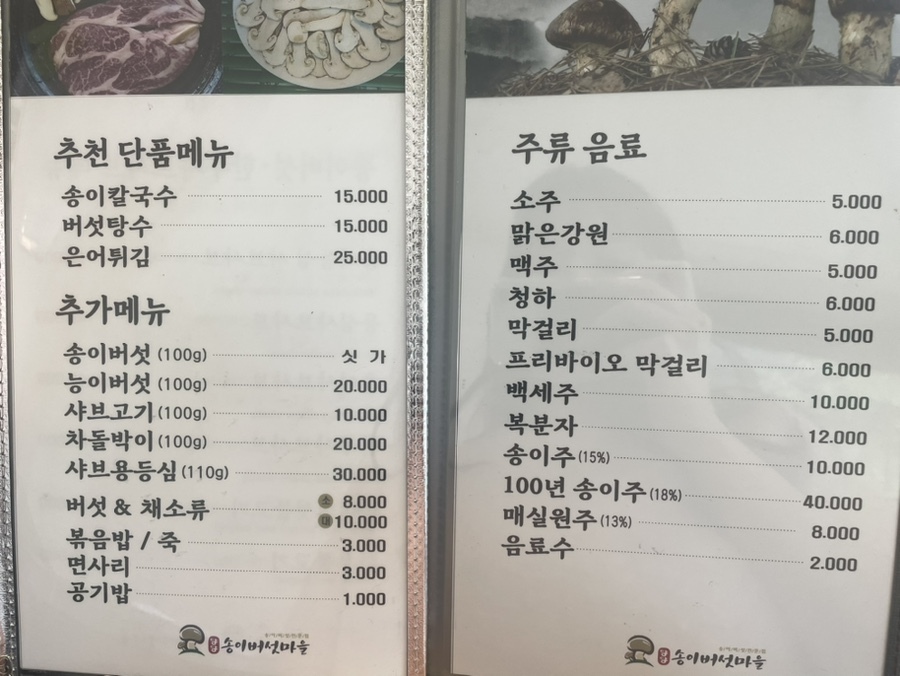 추천 단품메뉴
송이칼국수 15.000
버섯탕수 15.000
은어튀김 25.000
추가메뉴
송이버섯 (100g) 싯 가
능이버섯 (100g) 20.000
샤브고기 (100g) 10.000
차돌박이 (100g) 20.000
샤브용등심 (110g) 30.000
버섯 & 채소류 소 8.000
대 10.000
볶음밥 / 죽 3.000
면사리 3.000
공기밥 1.000
송이버섯마을
주류 음료
소주 5.000
맑은강원 6.000
맥주 5.000
청하 6.000
막걸리 5.000
프리바이오 막걸리 6.000
백세주 10.000
복분자 12.000
송이주 (15%) 10.000
100년 송이주 (18%) 40.000
매실원주 (13%) 8.000
음료수 2.000
송이버섯마을